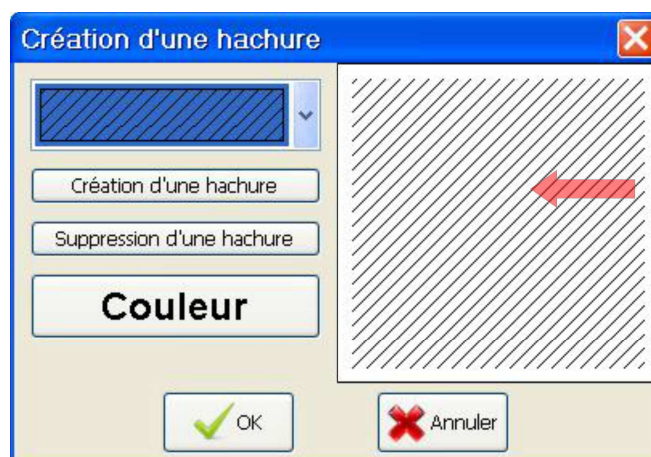 Création d'une hachure
Création d'une hachure
Suppression d'une hachure
Couleur
OK
Annuler